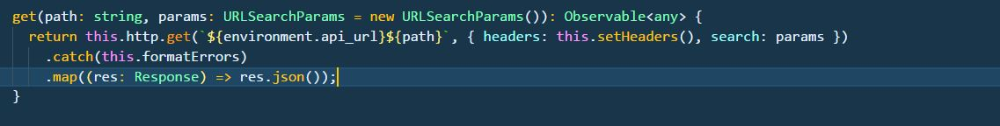 get(path: string, params: URLSearchParams = new URLSearchParams()): Observable<any> {
return this.http.get(`${environment.api_url}${path}`, { headers: this.setHeaders(), search: params })
.catch(this.formatErrors)
.map((res: Response) => res.json());
}